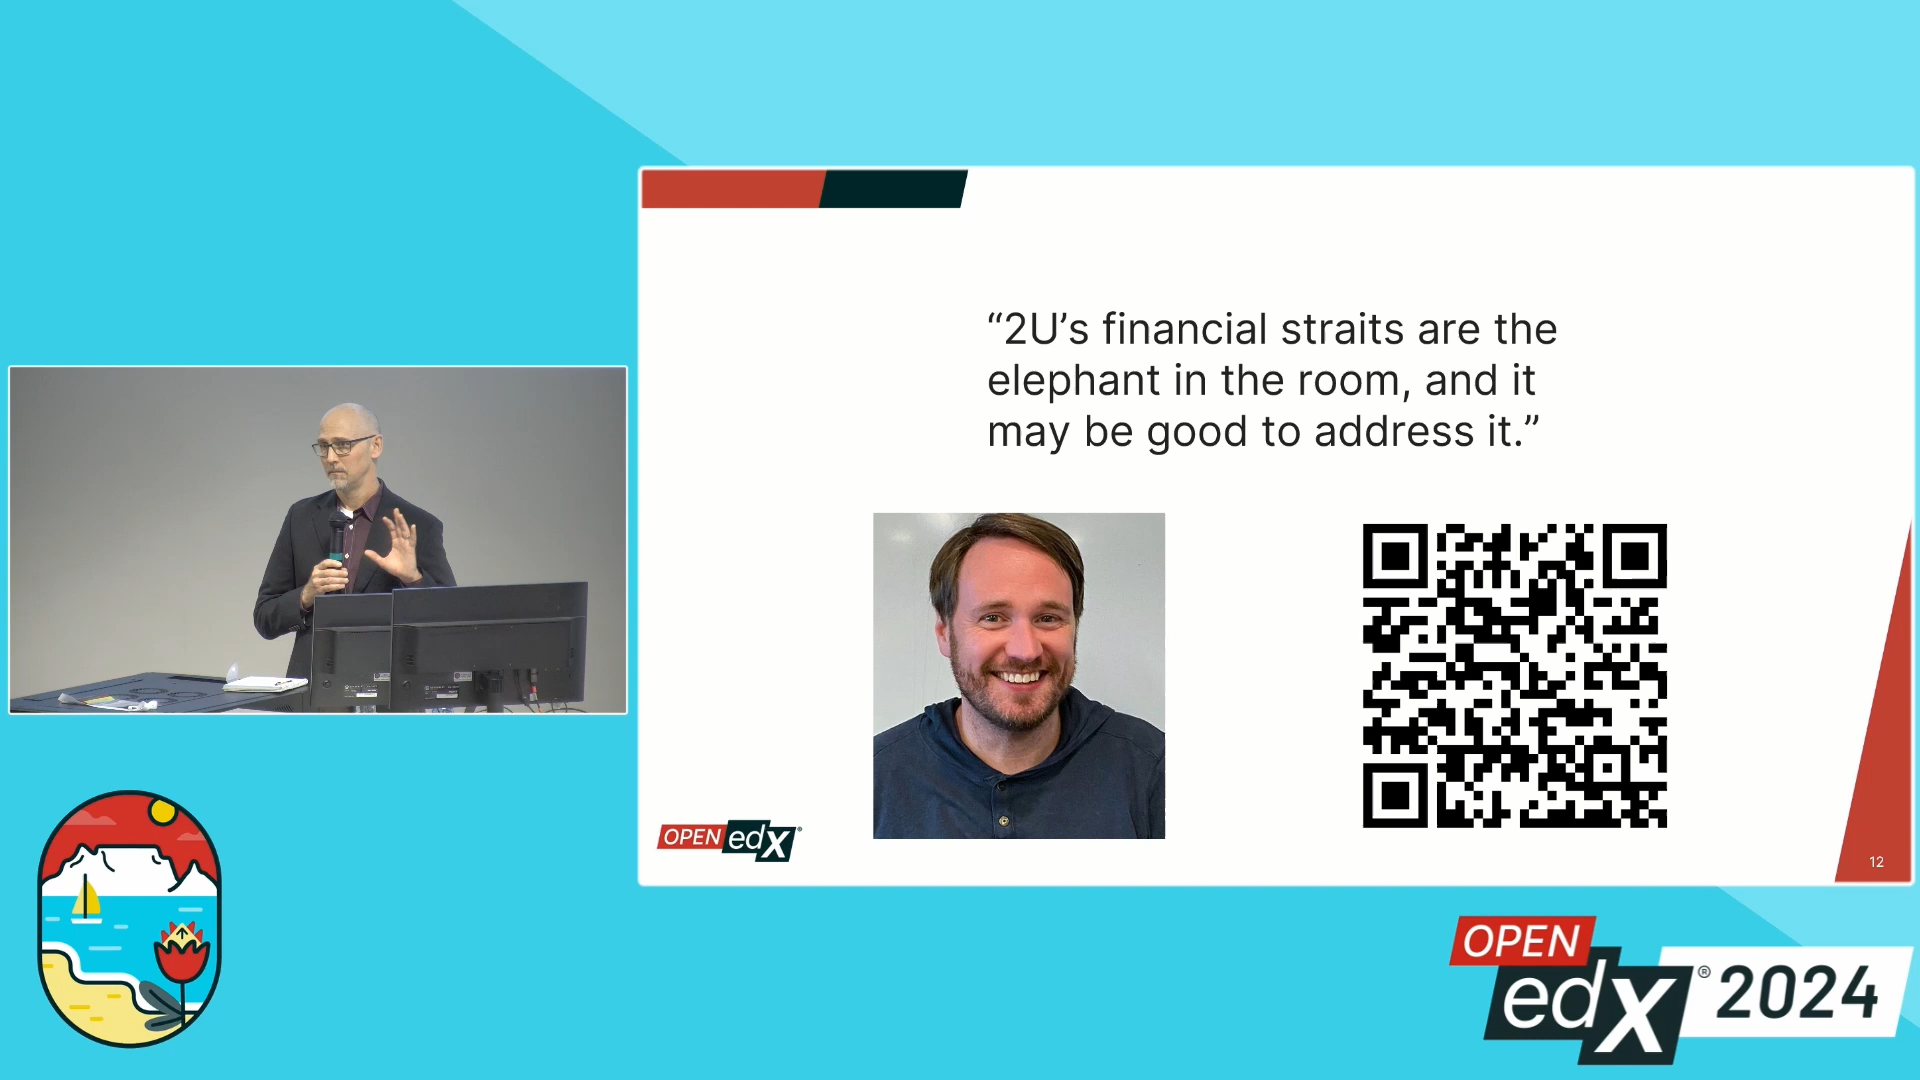 “2U’s financial straits are the
elephant in the room, and it
may be good to address it.”
OPEN edX®
12
OPEN
edX® 2024